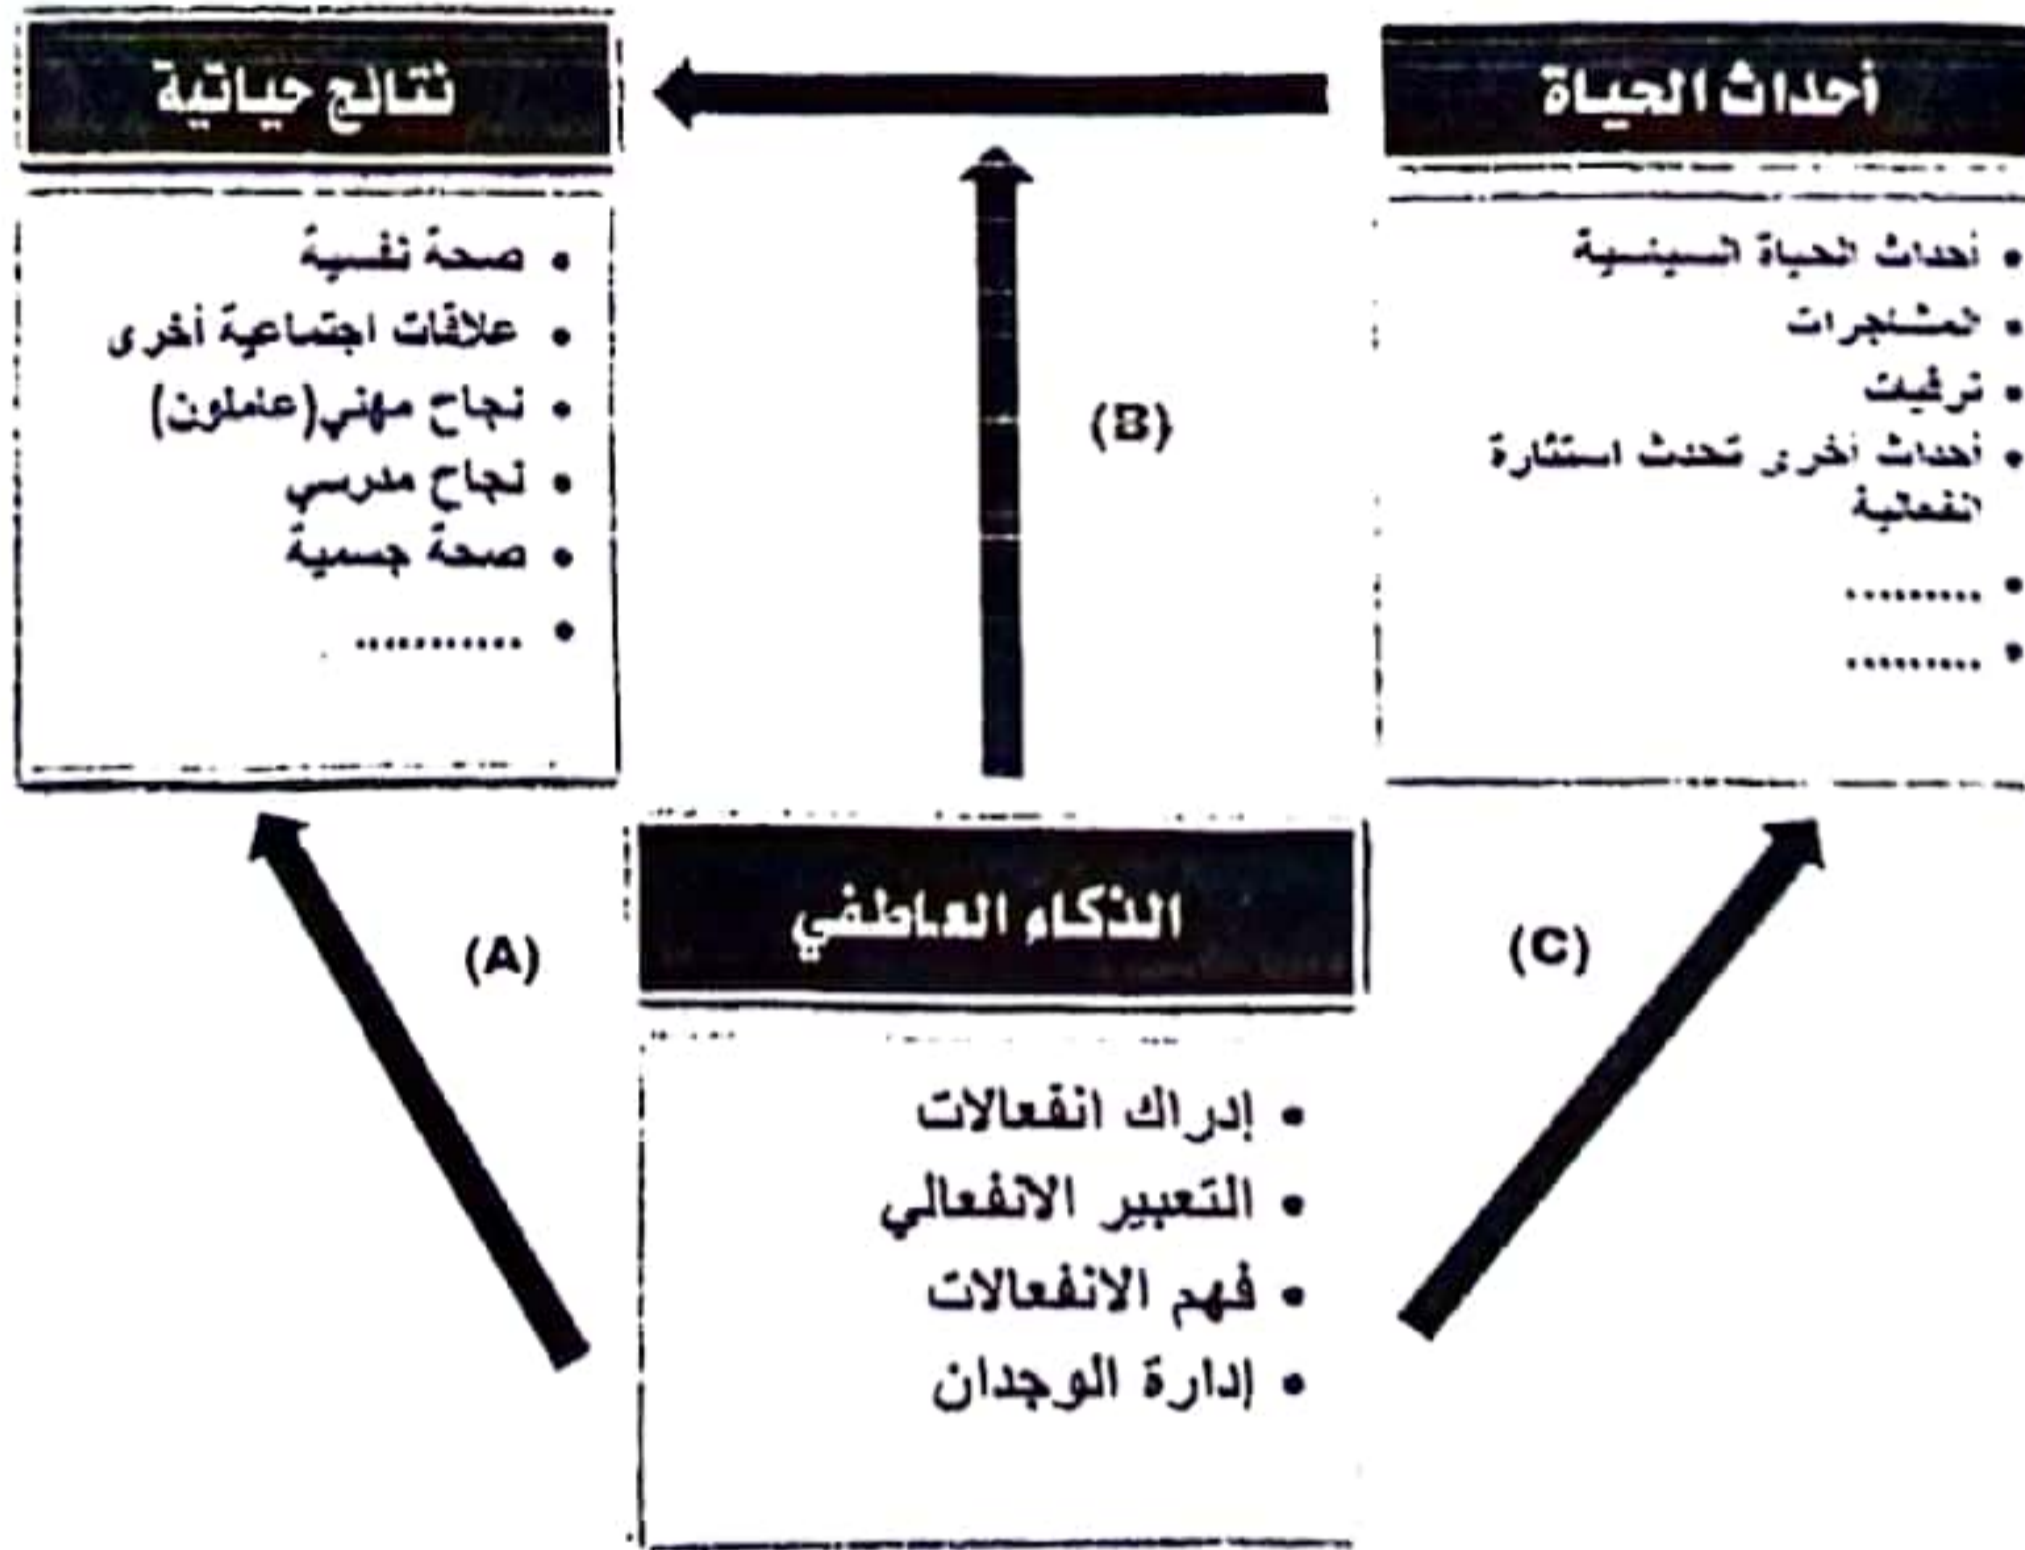 أحداث الحياة
• أحداث الحياة السينسية
• المشاجرات
• ترقيات
• أحداث أخرى تحدث استثارة
انفعالية
• .........
• .........
نتائج حياتية
• صحة نفسية
• علاقات اجتماعية أخرى
• نجاح مهني(عاملون)
• نجاح مدرسي
• صحة جسمية
• ...........
(B)
(A)
(C)
الذكاء العاطفي
• إدراك انفعالات
• التعبير الانفعالي
• فهم الانفعالات
• إدارة الوجدان